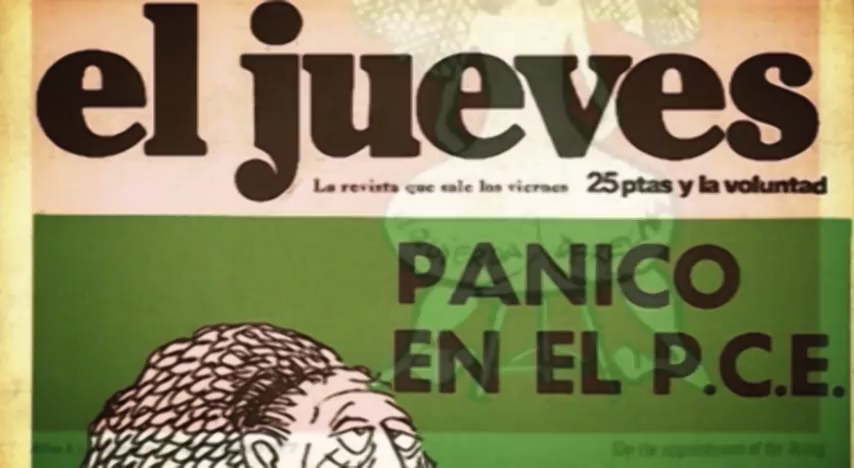 el jueves
La revista que sale los viernes 25 ptas y la voluntad
PANICO
EN EL P.C.E.